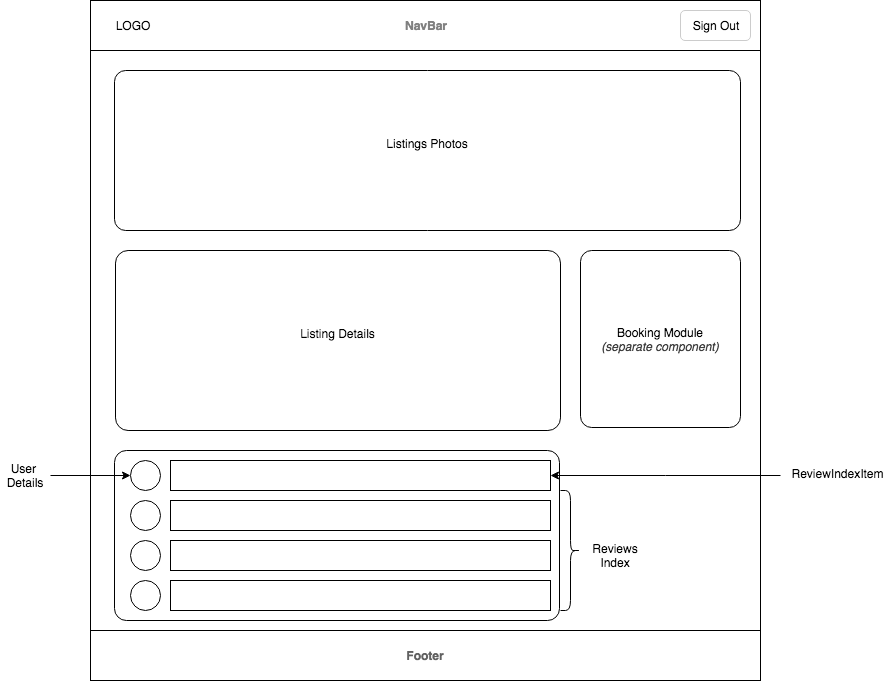 LOGO
NavBar
Sign Out
Listings Photos
Listing Details
Booking Module
(separate component)
User
Details
ReviewIndexItem
Reviews
Index
Footer